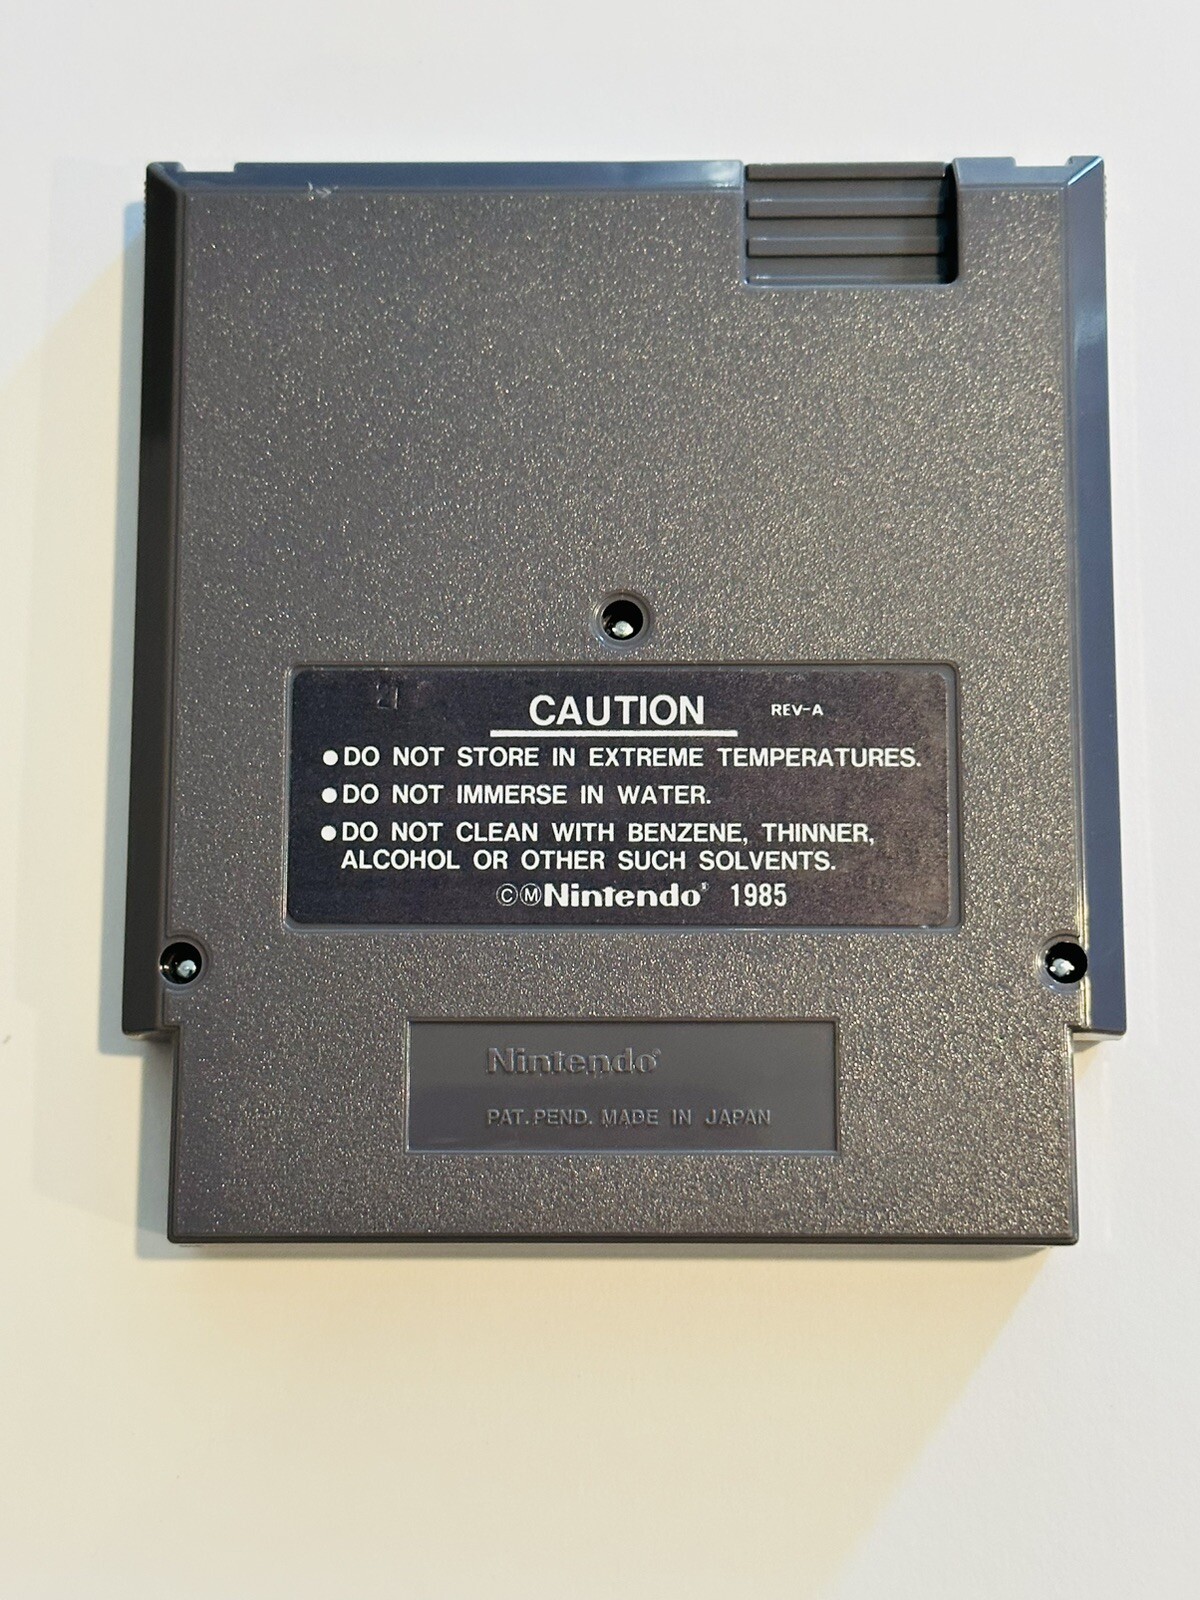 21
CAUTION REV-A
●DO NOT STORE IN EXTREME TEMPERATURES.
●DO NOT IMMERSE IN WATER.
●DO NOT CLEAN WITH BENZENE, THINNER,
ALCOHOL OR OTHER SUCH SOLVENTS.
©ⓂNintendo® 1985
Nintendo®
PAT. PEND. MADE IN JAPAN